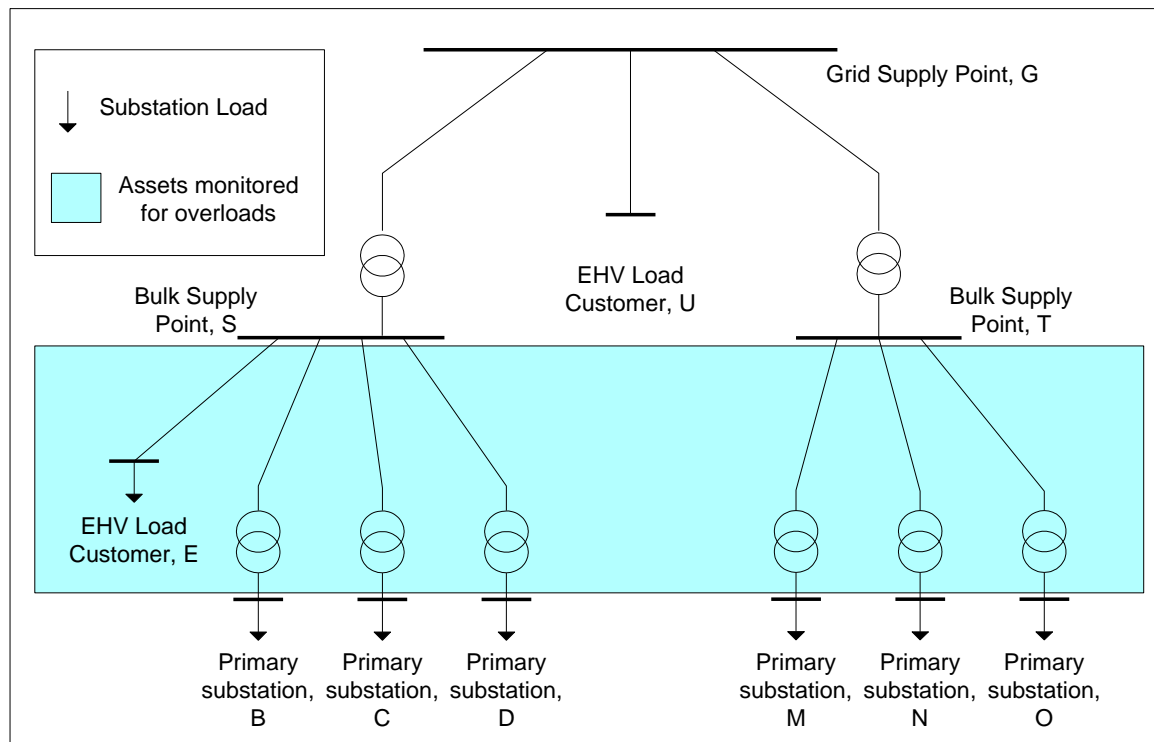 Grid Supply Point, G
Substation Load
Assets monitored
for overloads
EHV Load
Customer, U
Bulk Supply
Point, S
Bulk Supply
Point, T
EHV Load
Customer, E
Primary
substation,
B
Primary
substation,
C
Primary
substation,
D
Primary
substation,
M
Primary
substation,
N
Primary
substation,
O